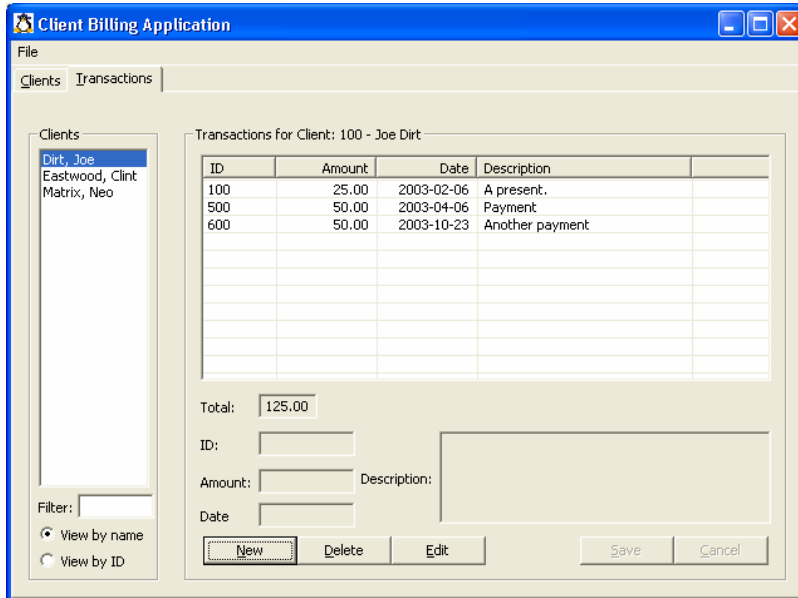 Client Billing Application
File
Clients Transactions
Clients
Dirt, Joe
Eastwood, Clint
Matrix, Neo
Filter:
View by name
View by ID
Transactions for Client: 100 - Joe Dirt
ID Amount Date Description
100 25.00 2003-02-06 A present.
500 50.00 2003-04-06 Payment
600 50.00 2003-10-23 Another payment
Total: 125.00
ID:
Amount: Description:
Date
New Delete Edit Save Cancel